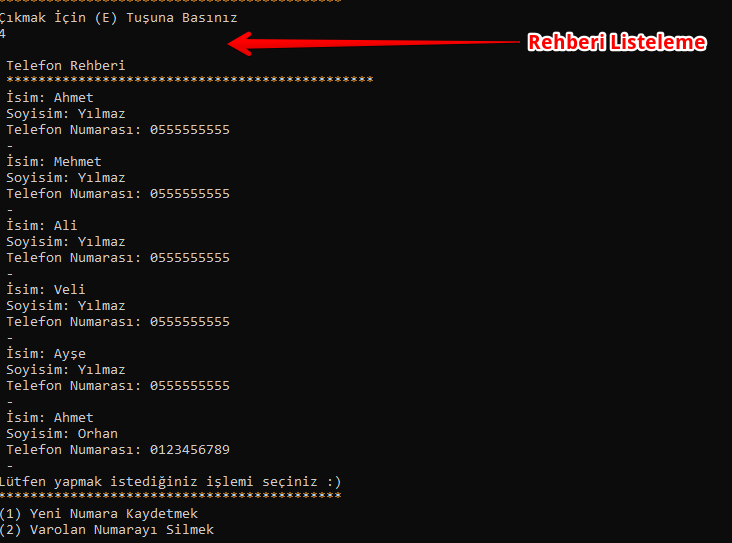 ******************************************
Çıkmak İçin (E) Tuşuna Basınız
4
Rehberi Listeleme
Telefon Rehberi
**********************************************
İsim: Ahmet
Soyisim: Yılmaz
Telefon Numarası: 0555555555
-
İsim: Mehmet
Soyisim: Yılmaz
Telefon Numarası: 0555555555
-
İsim: Ali
Soyisim: Yılmaz
Telefon Numarası: 0555555555
-
İsim: Veli
Soyisim: Yılmaz
Telefon Numarası: 0555555555
-
İsim: Ayşe
Soyisim: Yılmaz
Telefon Numarası: 0555555555
-
İsim: Ahmet
Soyisim: Orhan
Telefon Numarası: 0123456789
-
Lütfen yapmak istediğiniz işlemi seçiniz :)
*******************************************
(1) Yeni Numara Kaydetmek
(2) Varolan Numarayı Silmek